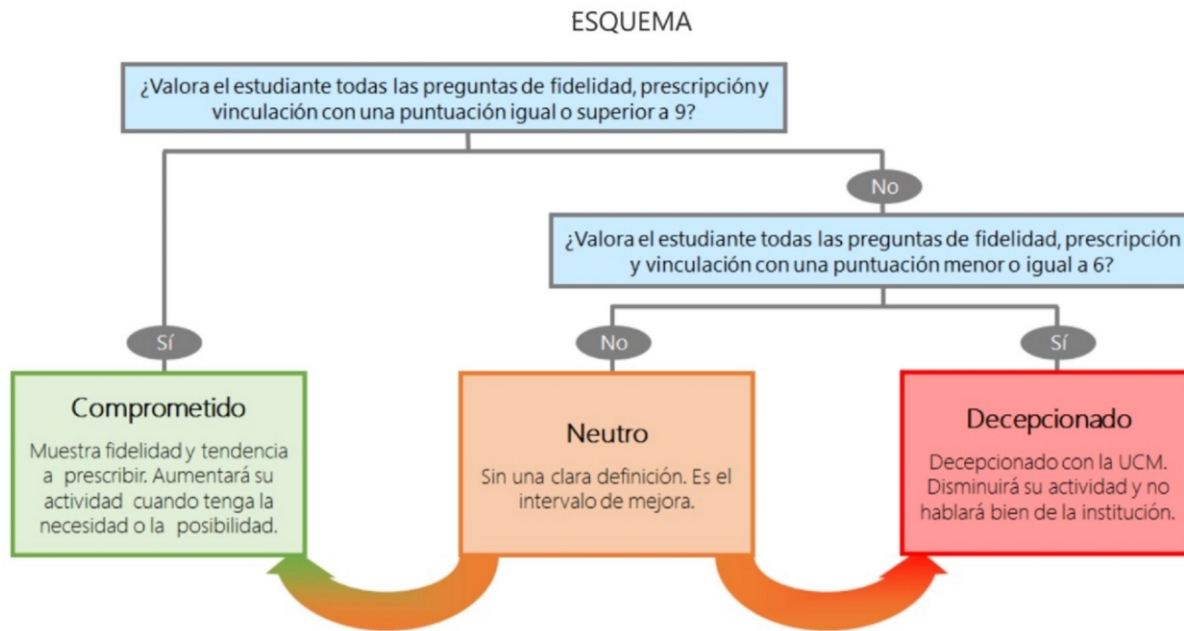 ESQUEMA
¿Valora el estudiante todas las preguntas de fidelidad, prescripción y
vinculación con una puntuación igual o superior a 9?
No
¿Valora el estudiante todas las preguntas de fidelidad, prescripción
y vinculación con una puntuación menor o igual a 6?
Sí
No
Sí
Comprometido
Muestra fidelidad y tendencia
a prescribir. Aumentará su
actividad cuando tenga la
necesidad o la posibilidad.
Neutro
Sin una clara definición. Es el
intervalo de mejora.
Decepcionado
Decepcionado con la UCM.
Disminuirá su actividad y no
hablará bien de la institución.